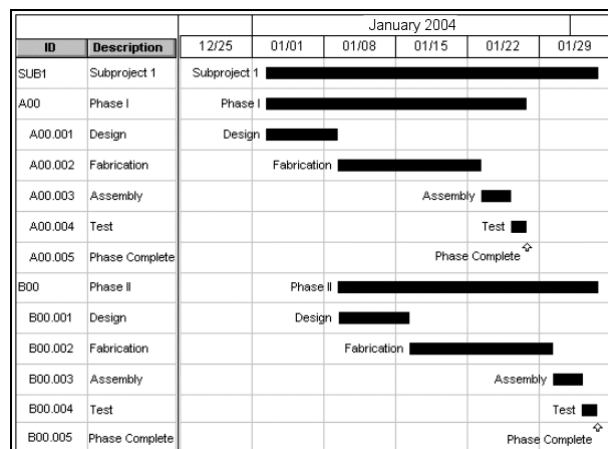 January 2004
ID Description 12/25 01/01 01/08 01/15 01/22 01/29
SUB1 Subproject 1 Subproject 1
A00 Phase I Phase I
A00.001 Design Design
A00.002 Fabrication Fabrication
A00.003 Assembly Assembly
A00.004 Test Test
A00.005 Phase Complete Phase Complete
B00 Phase II Phase II
B00.001 Design Design
B00.002 Fabrication Fabrication
B00.003 Assembly Assembly
B00.004 Test Test
B00.005 Phase Complete Phase Complete